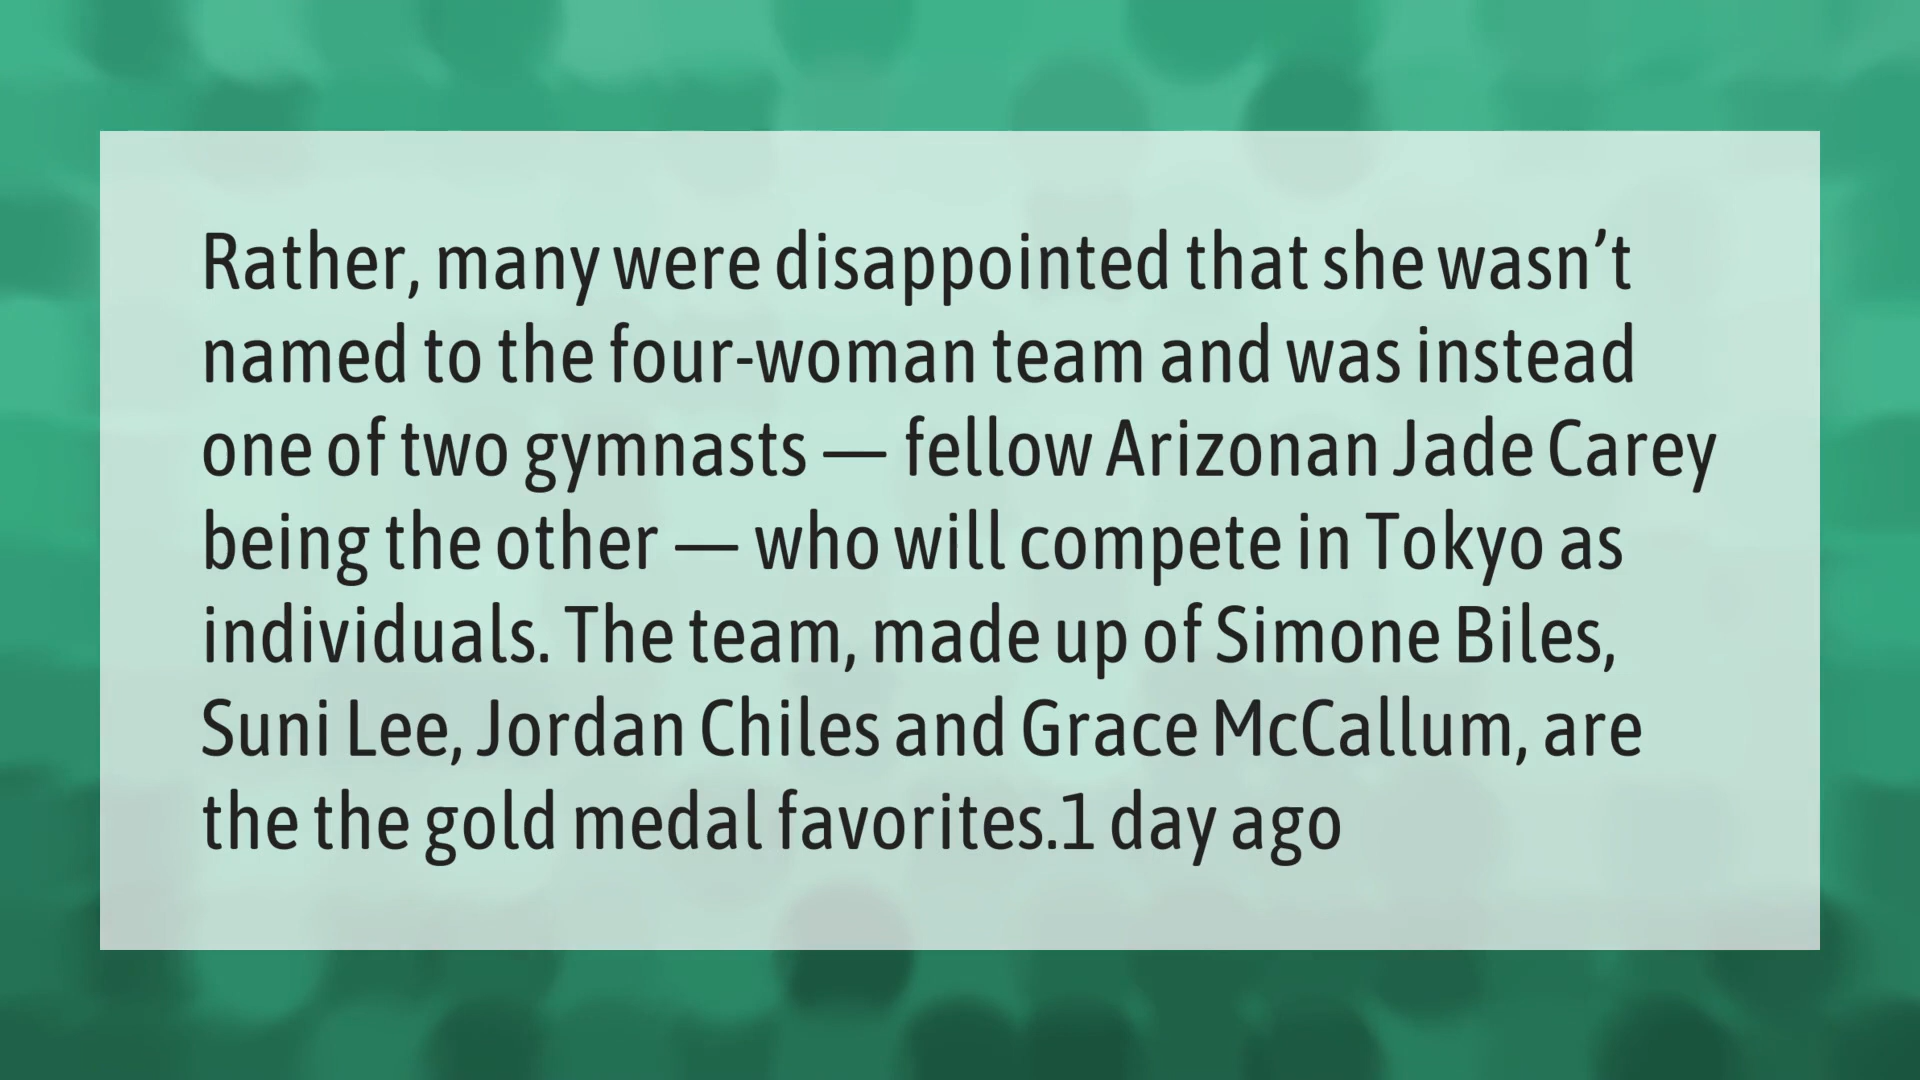 Rather, many were disappointed that she wasn’t
named to the four-woman team and was instead
one of two gymnasts — fellow Arizonan Jade Carey
being the other — who will compete in Tokyo as
individuals. The team, made up of Simone Biles,
Suni Lee, Jordan Chiles and Grace McCallum, are
the the gold medal favorites.1 day ago